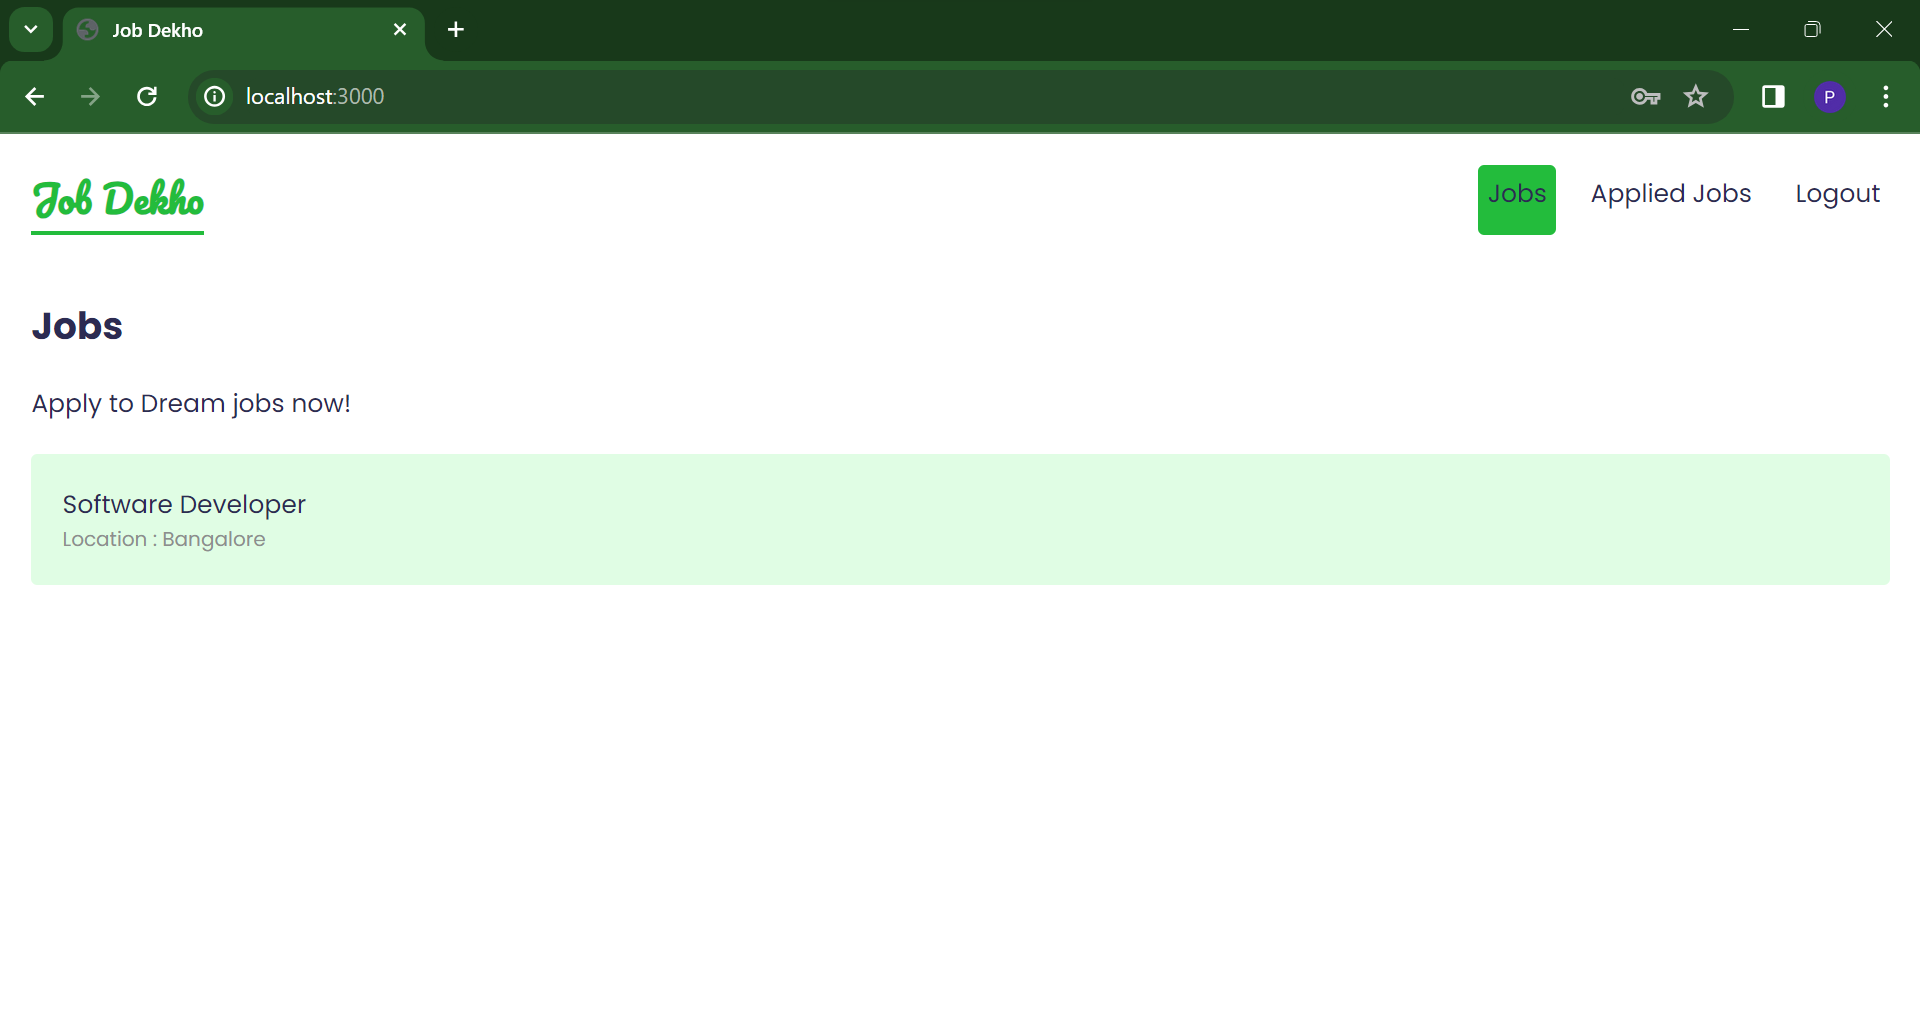 Job Dekho
localhost:3000
P
Job Dekho
Jobs Applied Jobs Logout
Jobs
Apply to Dream jobs now!
Software Developer
Location : Bangalore